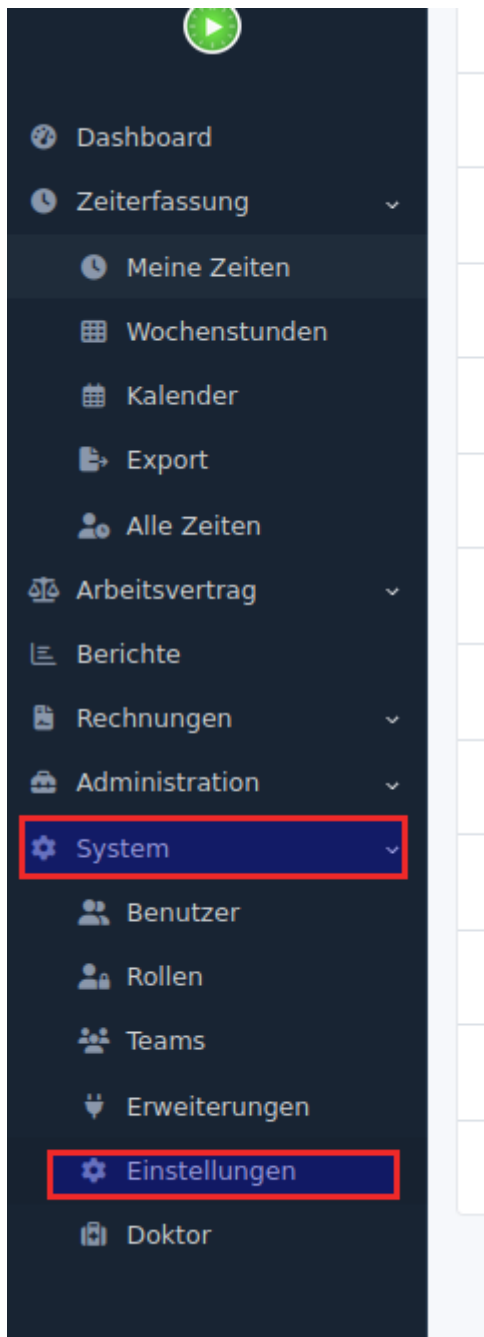 Dashboard
Zeiterfassung
Meine Zeiten
Wochenstunden
Kalender
Export
Alle Zeiten
Arbeitsvertrag
Berichte
Rechnungen
Administration
System
Benutzer
Rollen
Teams
Erweiterungen
Einstellungen
Doktor